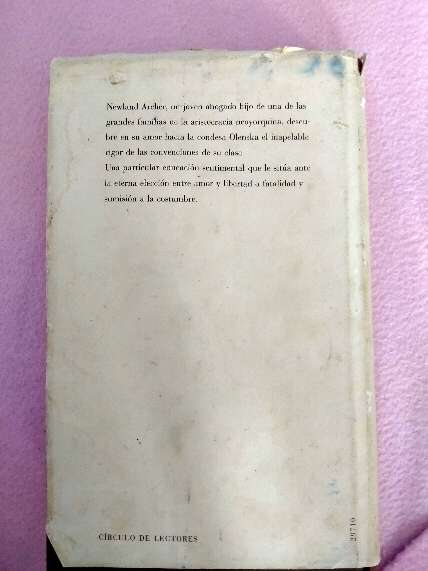 Newland Archer, un joven abogado hijo de una de las
grandes familias de la aristocracia neoyorquina, descu-
bre en su amor hacia la condesa Olenska el inapelable
rigor de las convenciones de su clase.
Una particular educación sentimental que le sitúa ante
la eterna elección entre amor y libertad o fatalidad y
sumisión a la costumbre.
CÍRCULO DE LECTORES
29710